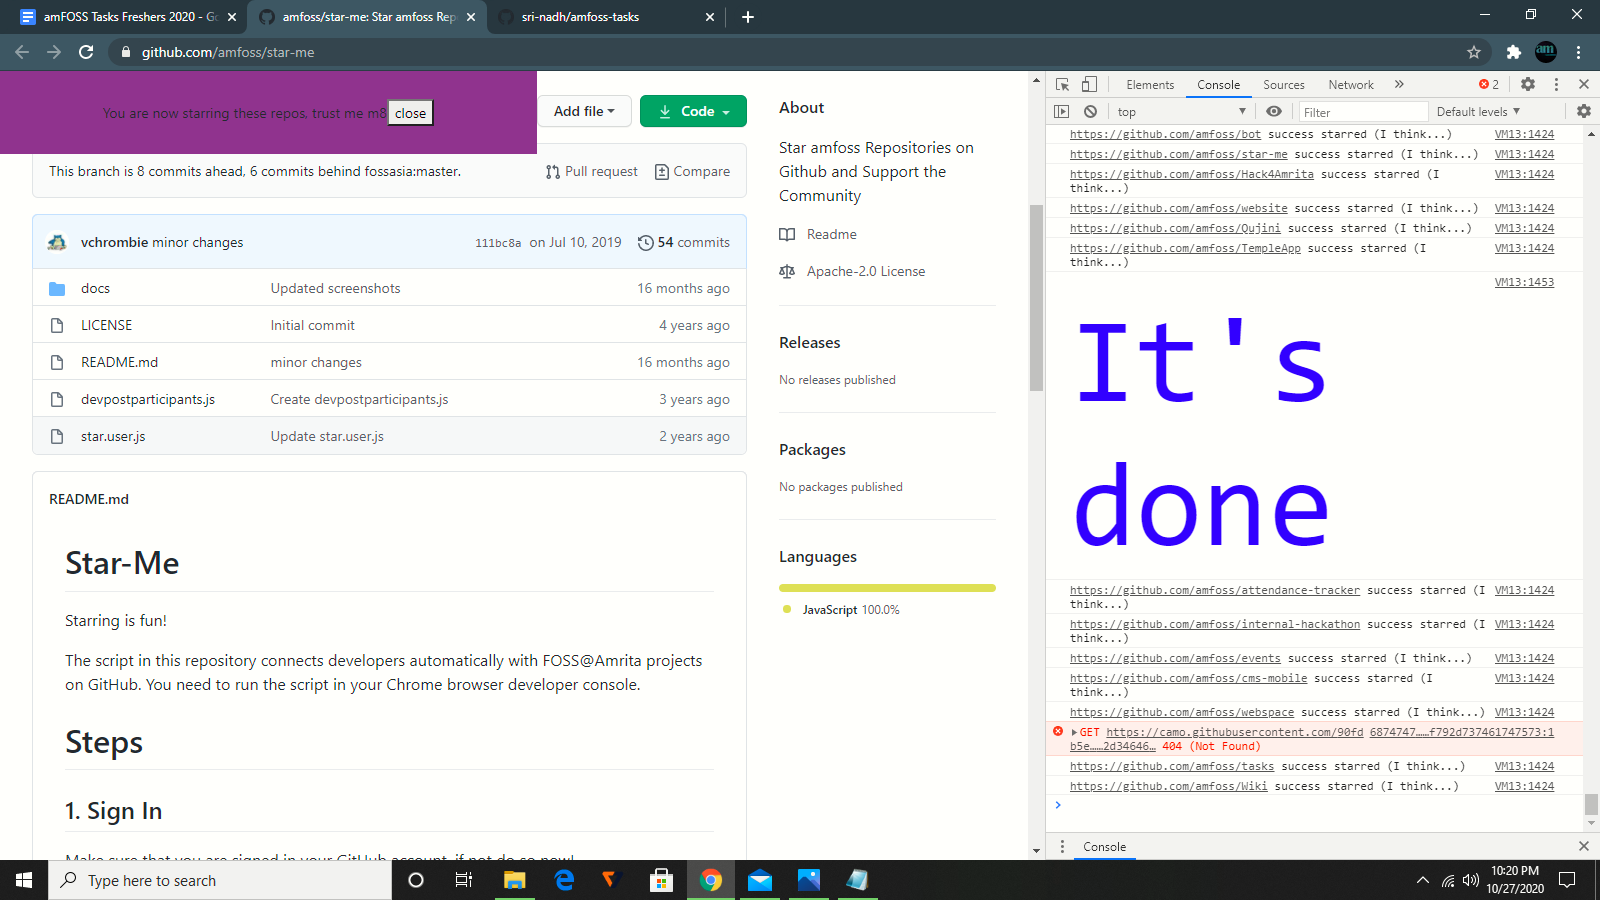 amFOSS Tasks Freshers 2020 - Go
amfoss/star-me: Star amfoss Rep
sri-nadh/amfoss-tasks
github.com/amfoss/star-me
You are now starring these repos, trust me m8
close
Add file
Code
This branch is 8 commits ahead, 6 commits behind fossasia:master.
Pull request
Compare
vchrombie minor changes
111bc8a on Jul 10, 2019
54 commits
docs Updated screenshots 16 months ago
LICENSE Initial commit 4 years ago
README.md minor changes 16 months ago
devpostparticipants.js Create devpostparticipants.js 3 years ago
star.user.js Update star.user.js 2 years ago
README.md
Star-Me
Starring is fun!
The script in this repository connects developers automatically with FOSS@Amrita projects
on GitHub. You need to run the script in your Chrome browser developer console.
Steps
1. Sign In
Make sure that you are signed in your GitHub account, if not do so now!
About
Star amfoss Repositories on
Github and Support the
Community
Readme
Apache-2.0 License
Releases
No releases published
Packages
No packages published
Languages
JavaScript 100.0%
Elements Console Sources Network 2
top Filter Default levels
https://github.com/amfoss/bot success starred (I think...) VM13:1424
https://github.com/amfoss/star-me success starred (I think...) VM13:1424
https://github.com/amfoss/Hack4Amrita success starred (I VM13:1424
think...)
https://github.com/amfoss/website success starred (I think...) VM13:1424
https://github.com/amfoss/Qujini success starred (I think...) VM13:1424
https://github.com/amfoss/TempleApp success starred (I VM13:1424
think...)
VM13:1453
It's
done
https://github.com/amfoss/attendance-tracker success starred (I VM13:1424
think...)
https://github.com/amfoss/internal-hackathon success starred (I VM13:1424
think...)
https://github.com/amfoss/events success starred (I think...) VM13:1424
https://github.com/amfoss/cms-mobile success starred (I VM13:1424
think...)
https://github.com/amfoss/webspace success starred (I think...) VM13:1424
GET https://camo.githubusercontent.com/90fd 6874747……f792d737461747573:1
b5e……2d34646… 404 (Not Found)
https://github.com/amfoss/tasks success starred (I think...) VM13:1424
https://github.com/amfoss/Wiki success starred (I think...) VM13:1424
Console
Type here to search
10:20 PM
10/27/2020